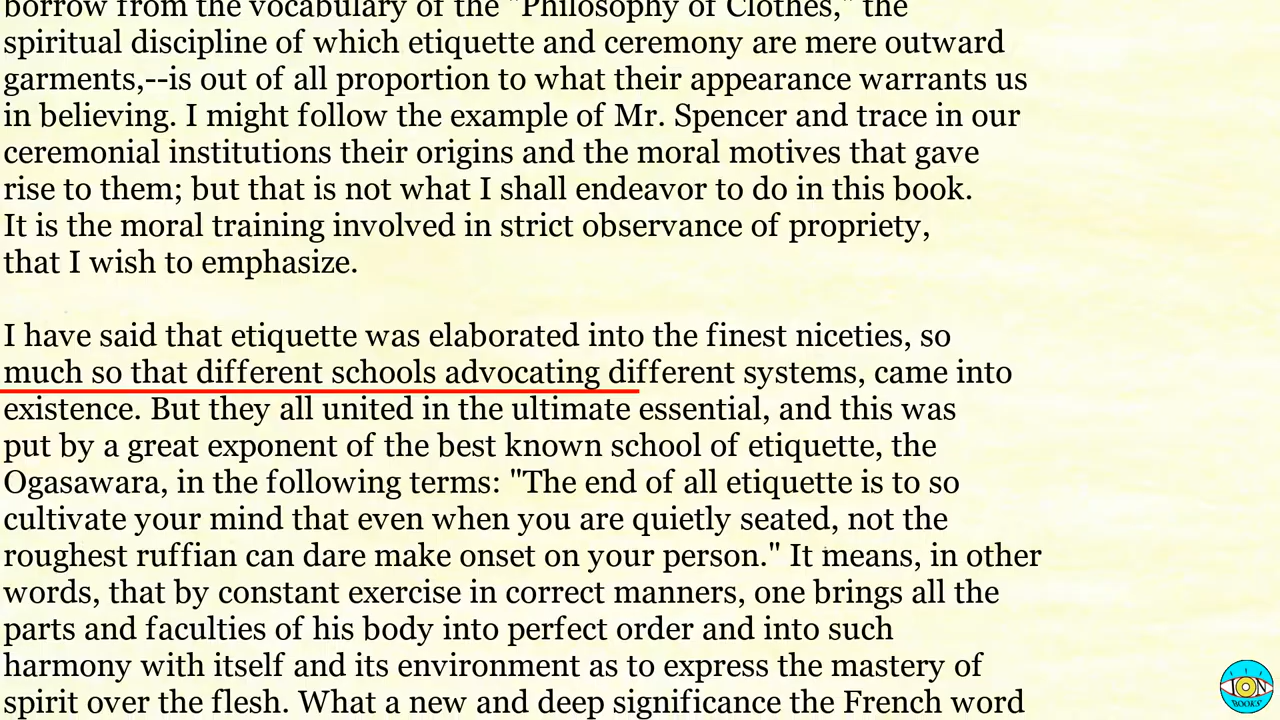 borrow from the vocabulary of the "Philosophy of Clothes," the
spiritual discipline of which etiquette and ceremony are mere outward
garments,--is out of all proportion to what their appearance warrants us
in believing. I might follow the example of Mr. Spencer and trace in our
ceremonial institutions their origins and the moral motives that gave
rise to them; but that is not what I shall endeavor to do in this book.
It is the moral training involved in strict observance of propriety,
that I wish to emphasize.
I have said that etiquette was elaborated into the finest niceties, so
much so that different schools advocating different systems, came into
existence. But they all united in the ultimate essential, and this was
put by a great exponent of the best known school of etiquette, the
Ogasawara, in the following terms: "The end of all etiquette is to so
cultivate your mind that even when you are quietly seated, not the
roughest ruffian can dare make onset on your person." It means, in other
words, that by constant exercise in correct manners, one brings all the
parts and faculties of his body into perfect order and into such
harmony with itself and its environment as to express the mastery of
spirit over the flesh. What a new and deep significance the French word
ION
BOOKS